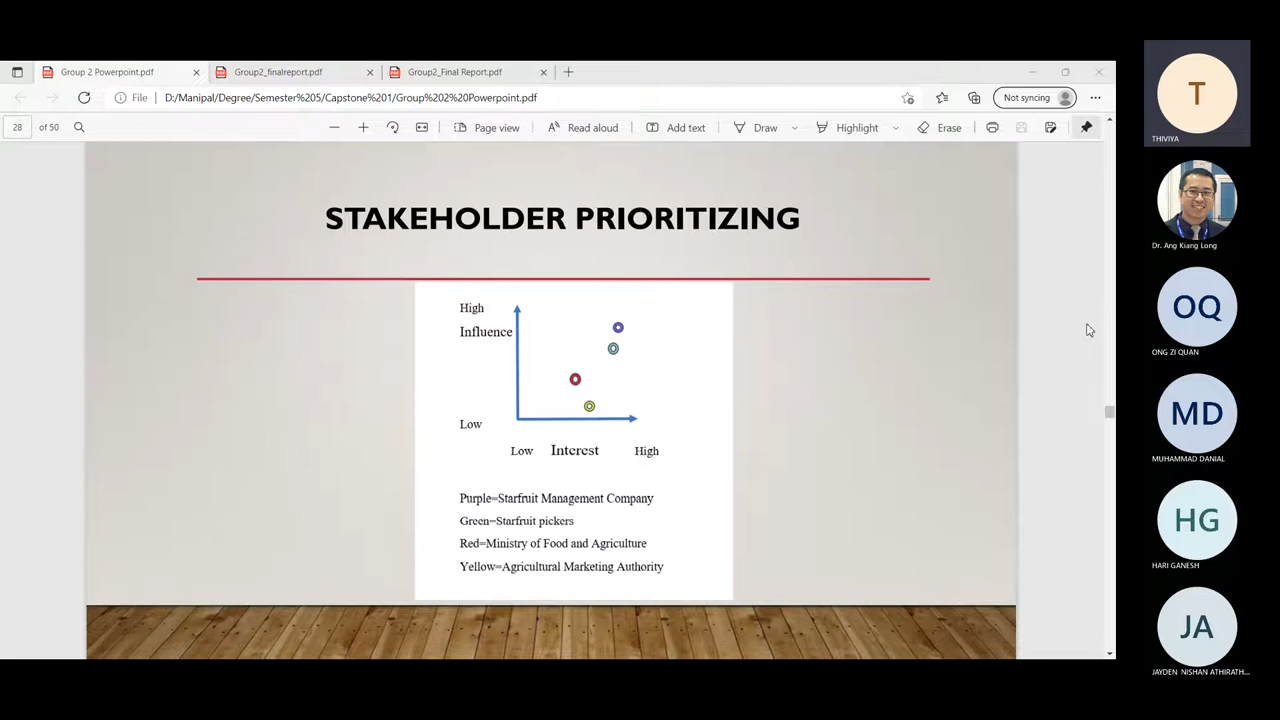 Group 2 Powerpoint.pdf
Group2_finalreport.pdf
Group2_Final Report.pdf
File
D:/Manipal/Degree/Semester%205/Capstone%201/Group%202%20Powerpoint.pdf
Not syncing
28 of 50
Page view
Read aloud
Add text
Draw
Highlight
Erase
STAKEHOLDER PRIORITIZING
High
Influence
Low
Low Interest High
Purple=Starfruit Management Company
Green=Starfruit pickers
Red=Ministry of Food and Agriculture
Yellow=Agricultural Marketing Authority
T
THIVIYA
Dr. Ang Kiang Long
OQ
ONG ZI QUAN
MD
MUHAMMAD DANIAL
HG
HARI GANESH
JA
JAYDEN NISHAN ATHIRATH...